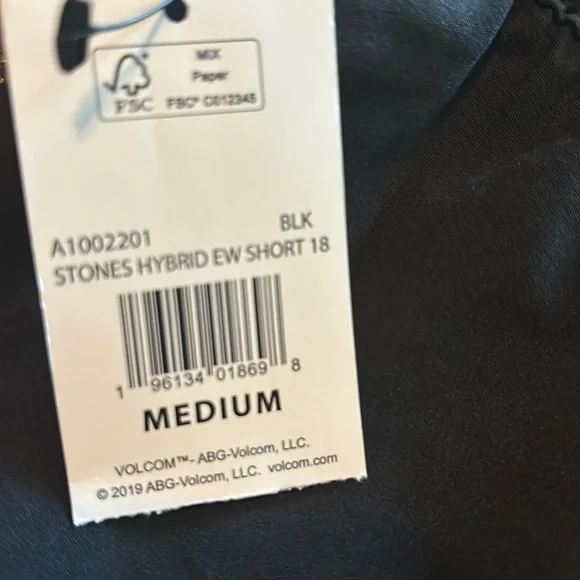 MIX
Paper
FSC FSC® C012345
BLK
A1002201
STONES HYBRID EW SHORT 18
1 96134 01869 8
MEDIUM
VOLCOM™- ABG-Volcom, LLC.
© 2019 ABG-Volcom, LLC. volcom.com